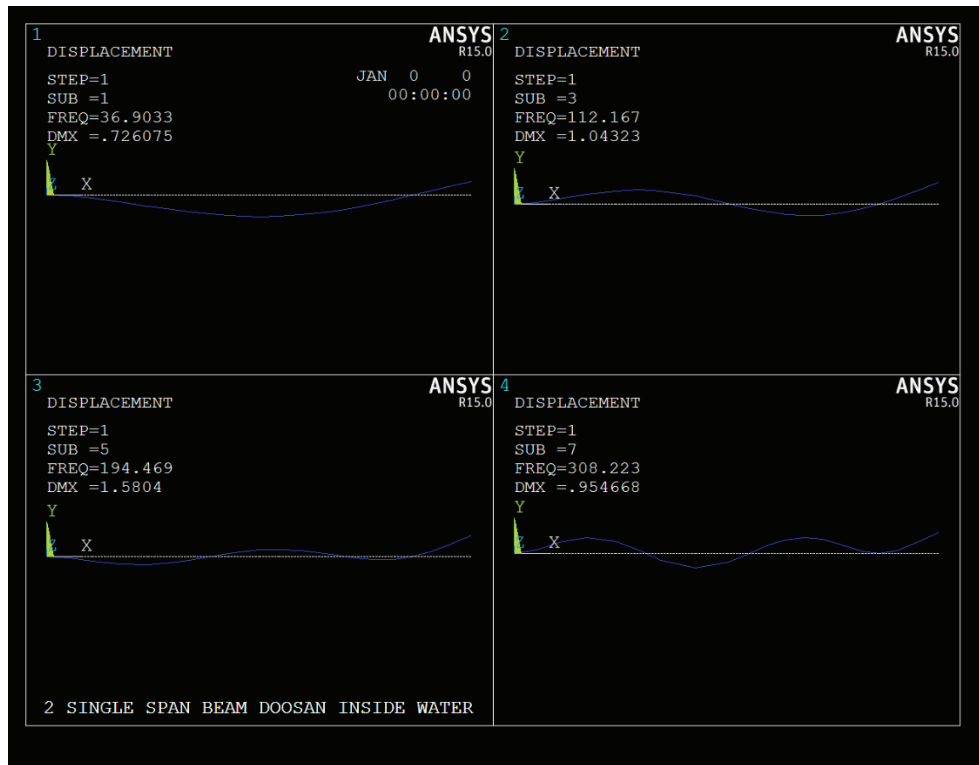 1
ANSYS
R15.0
DISPLACEMENT
JAN 0 0
00:00:00
STEP=1
SUB =1
FREQ=36.9033
DMX =.726075
Y
Z X
2
ANSYS
R15.0
DISPLACEMENT
STEP=1
SUB =3
FREQ=112.167
DMX =1.04323
Y
Z X
3
ANSYS
R15.0
DISPLACEMENT
STEP=1
SUB =5
FREQ=194.469
DMX =1.5804
Y
Z X
2 SINGLE SPAN BEAM DOOSAN INSIDE WATER
4
ANSYS
R15.0
DISPLACEMENT
STEP=1
SUB =7
FREQ=308.223
DMX =.954668
Y
Z X